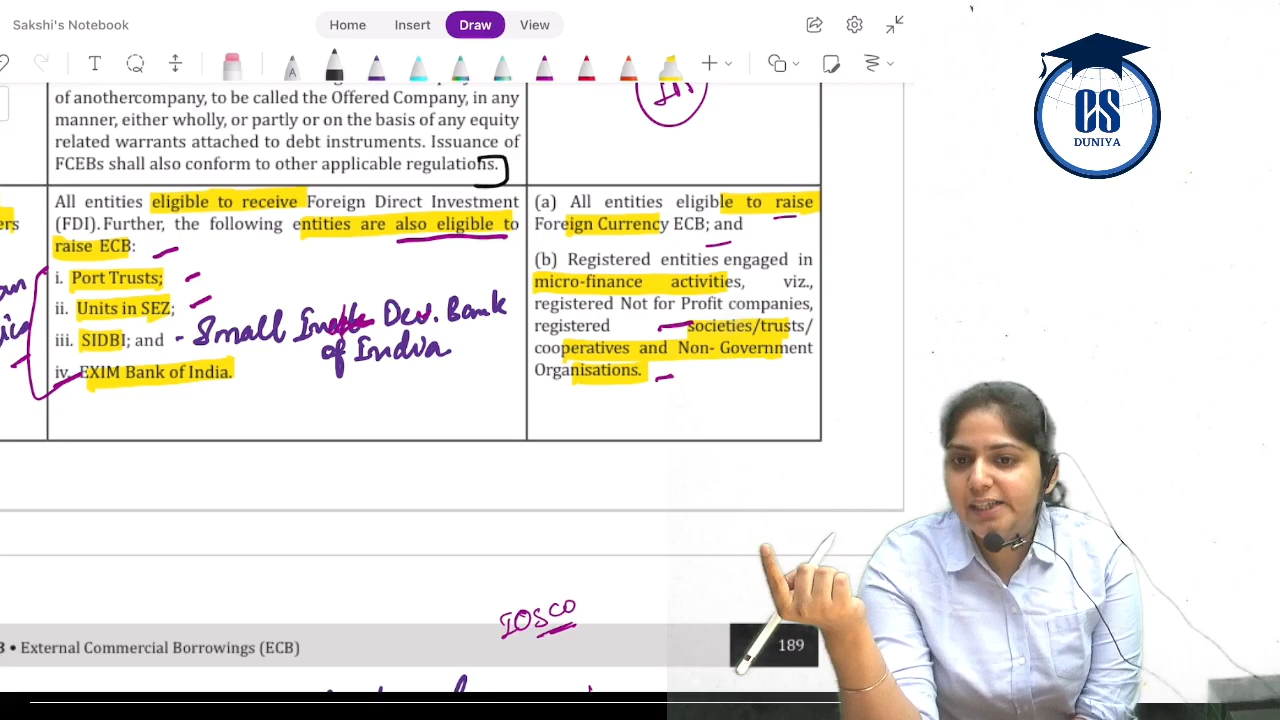 Sakshi's Notebook
Home Insert Draw View
of anothercompany, to be called the Offered Company, in any
manner, either wholly, or partly or on the basis of any equity
related warrants attached to debt instruments. Issuance of
FCEBs shall also conform to other applicable regulations.
All entities eligible to receive Foreign Direct Investment
(FDI). Further, the following entities are also eligible to
raise ECB:
i. Port Trusts;
ii. Units in SEZ;
iii. SIDBI; and
- Small Dev. Bank
of India
iv. EXIM Bank of India.
(a) All entities eligible to raise
Foreign Currency ECB; and
(b) Registered entities engaged in
micro-finance activities, viz.,
registered Not for Profit companies,
registered societies/trusts/
cooperatives and Non- Government
Organisations.
IOSCO
• External Commercial Borrowings (ECB)
189
CS
DUNIYA